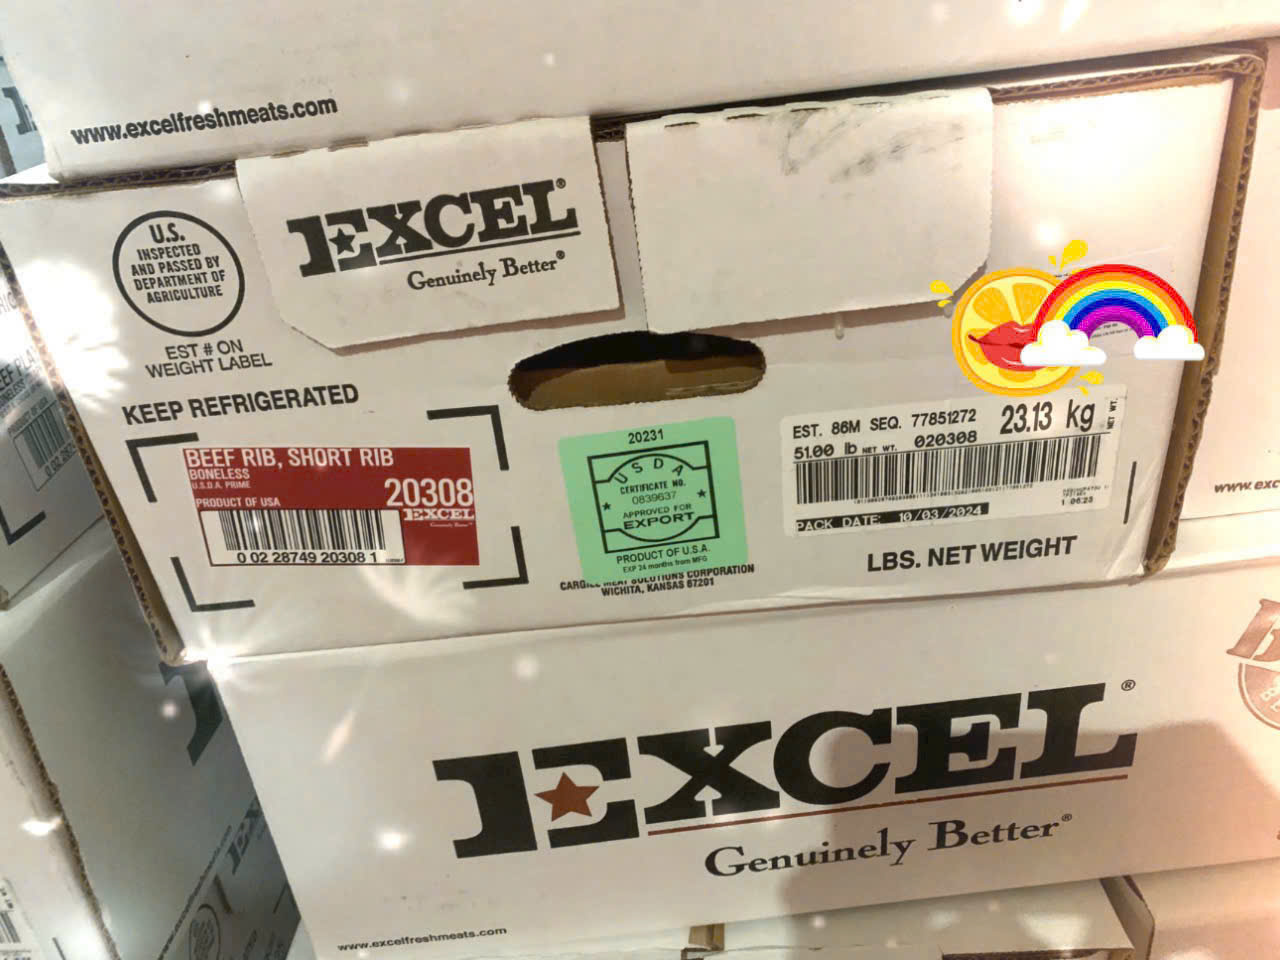 www.excelfreshmeats.com
EXCEL®
Genuinely Better®
U.S.
INSPECTED
AND PASSED BY
DEPARTMENT OF
AGRICULTURE
EST # ON
WEIGHT LABEL
KEEP REFRIGERATED
BEEF RIB, SHORT RIB
BONELESS
U.S.D.A. PRIME
PRODUCT OF USA
20308
EXCEL
0 02 28749 20308 1
20231
USDA
CERTIFICATE NO.
0839637
APPROVED FOR
EXPORT
PRODUCT OF U.S.A.
EXP 24 months from MFG
CARGILL MEAT SOLUTIONS CORPORATION
WICHITA, KANSAS 67201
EST. 86M SEQ. 77851272 23.13 kg NET WT.
51.00 lb NET WT. 020308
PACK DATE: 10/03/2024
LBS. NET WEIGHT
www.ex
EXCEL®
Genuinely Better®
www.excelfreshmeats.com